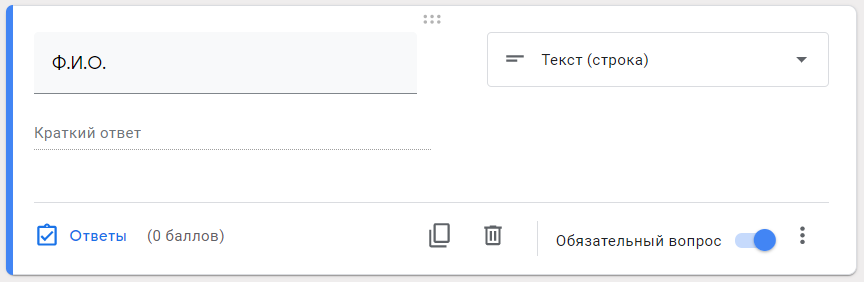 Ф.И.О.
Текст (строка)
Краткий ответ
Ответы (0 баллов)
Обязательный вопрос